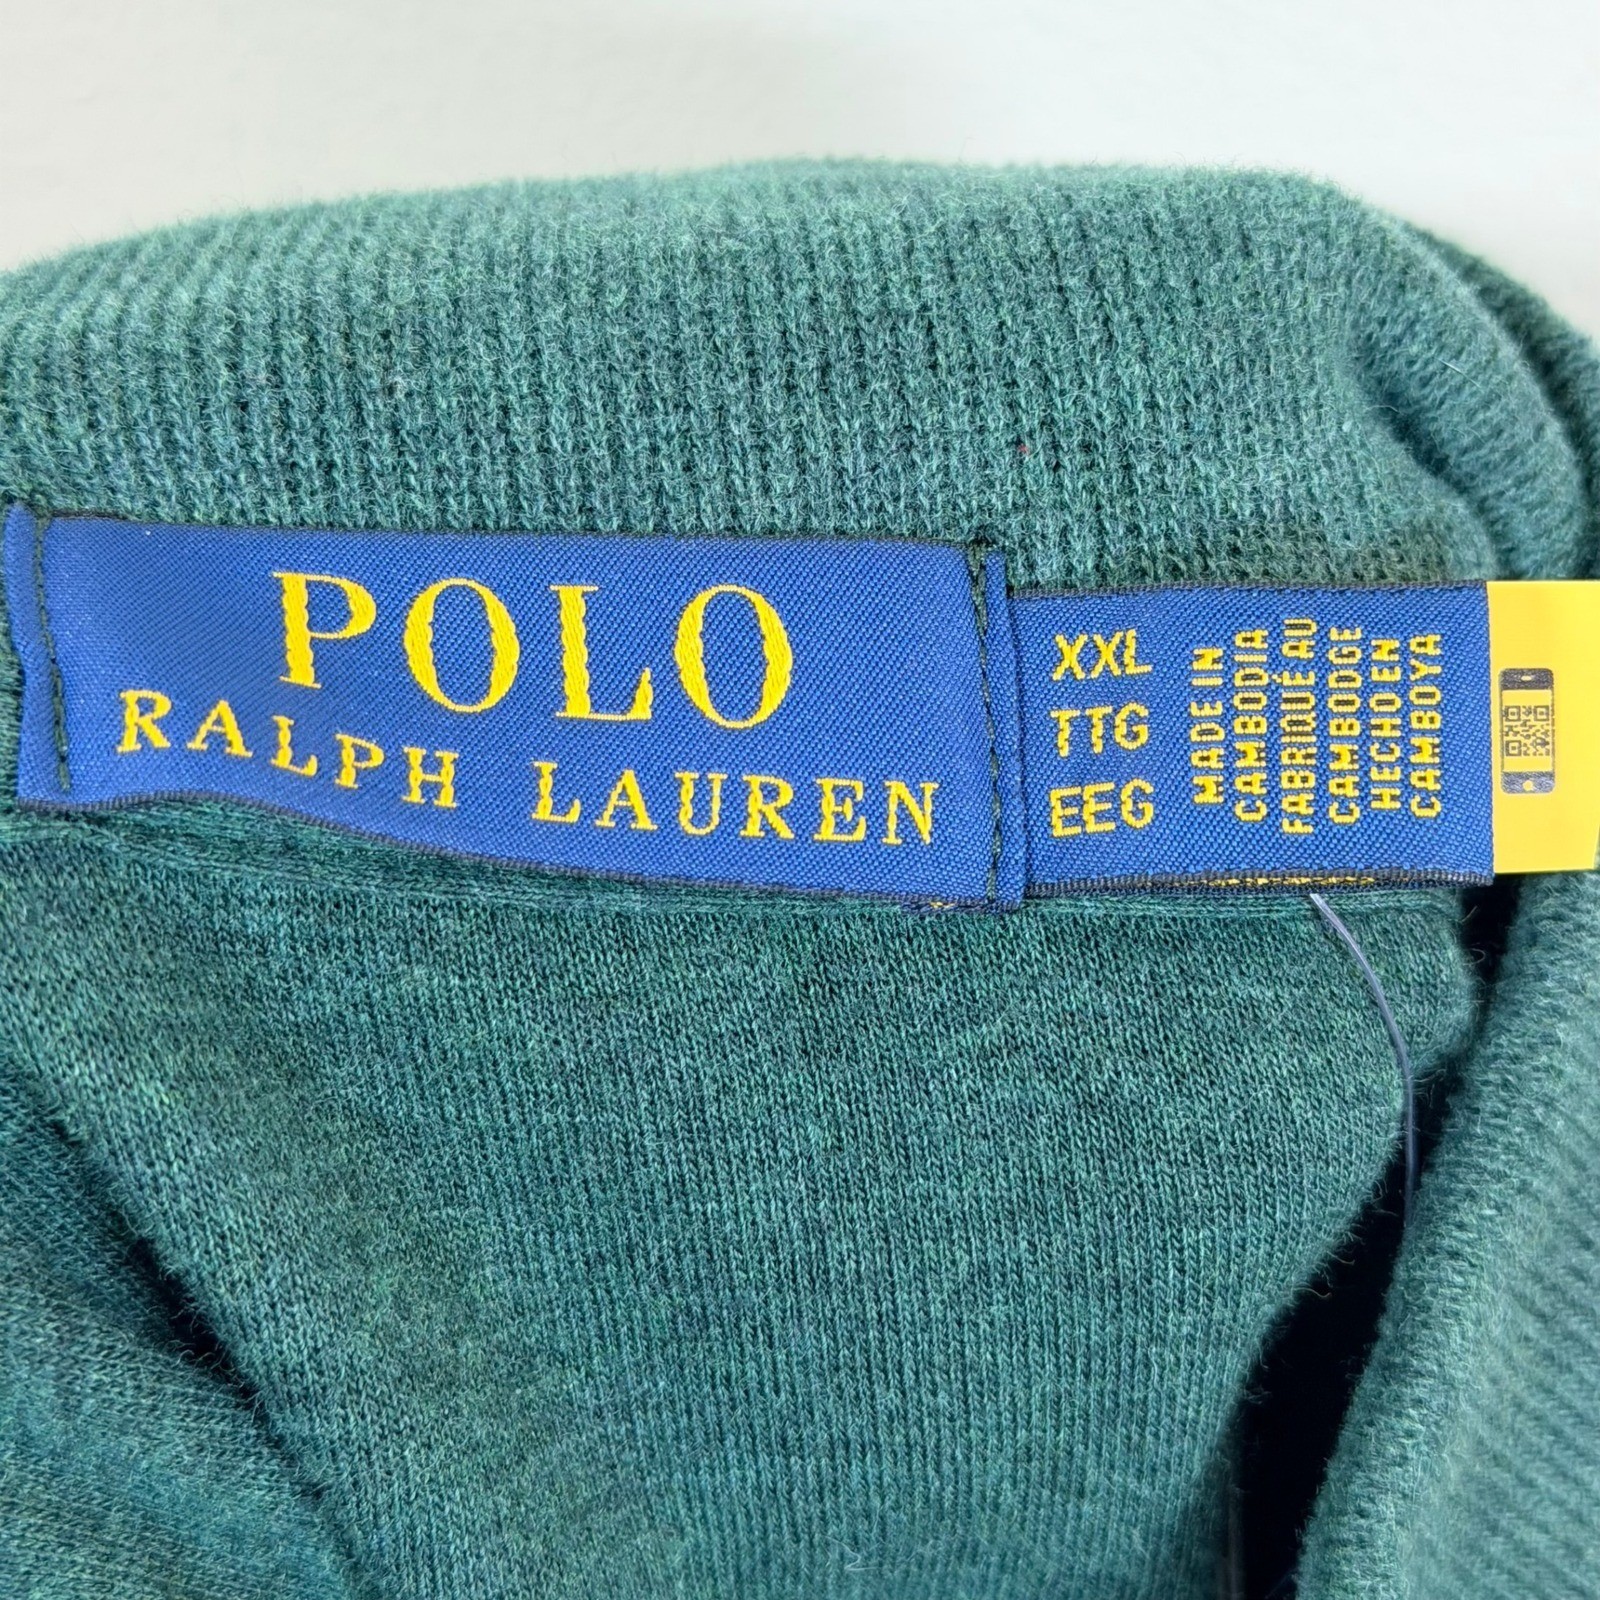 POLO
RALPH LAUREN
XXL
TTG
EEG
MADE IN
CAMBODIA
FABRIQUÉ AU
CAMBODGE
HECHO EN
CAMBOYA